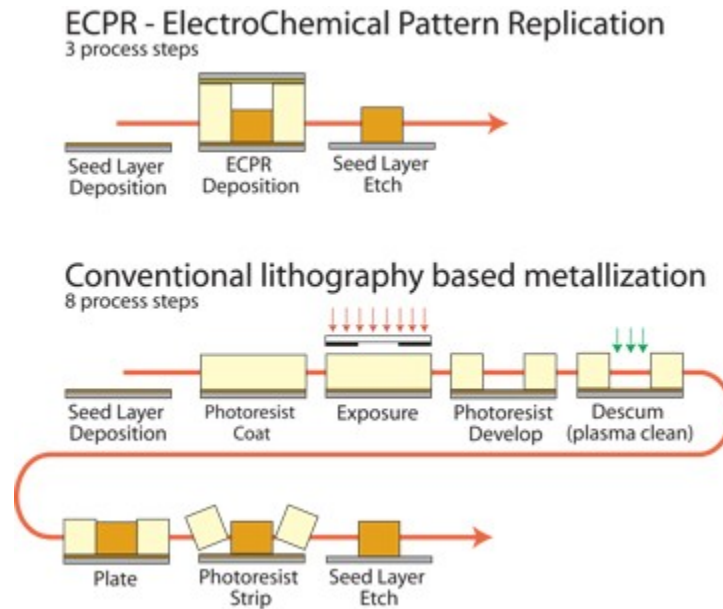 ECPR - ElectroChemical Pattern Replication
3 process steps
Seed Layer
Deposition
ECPR
Deposition
Seed Layer
Etch
Conventional lithography based metallization
8 process steps
Seed Layer
Deposition
Photoresist
Coat
Exposure
Photoresist
Develop
Descum
(plasma clean)
Plate
Photoresist
Strip
Seed Layer
Etch